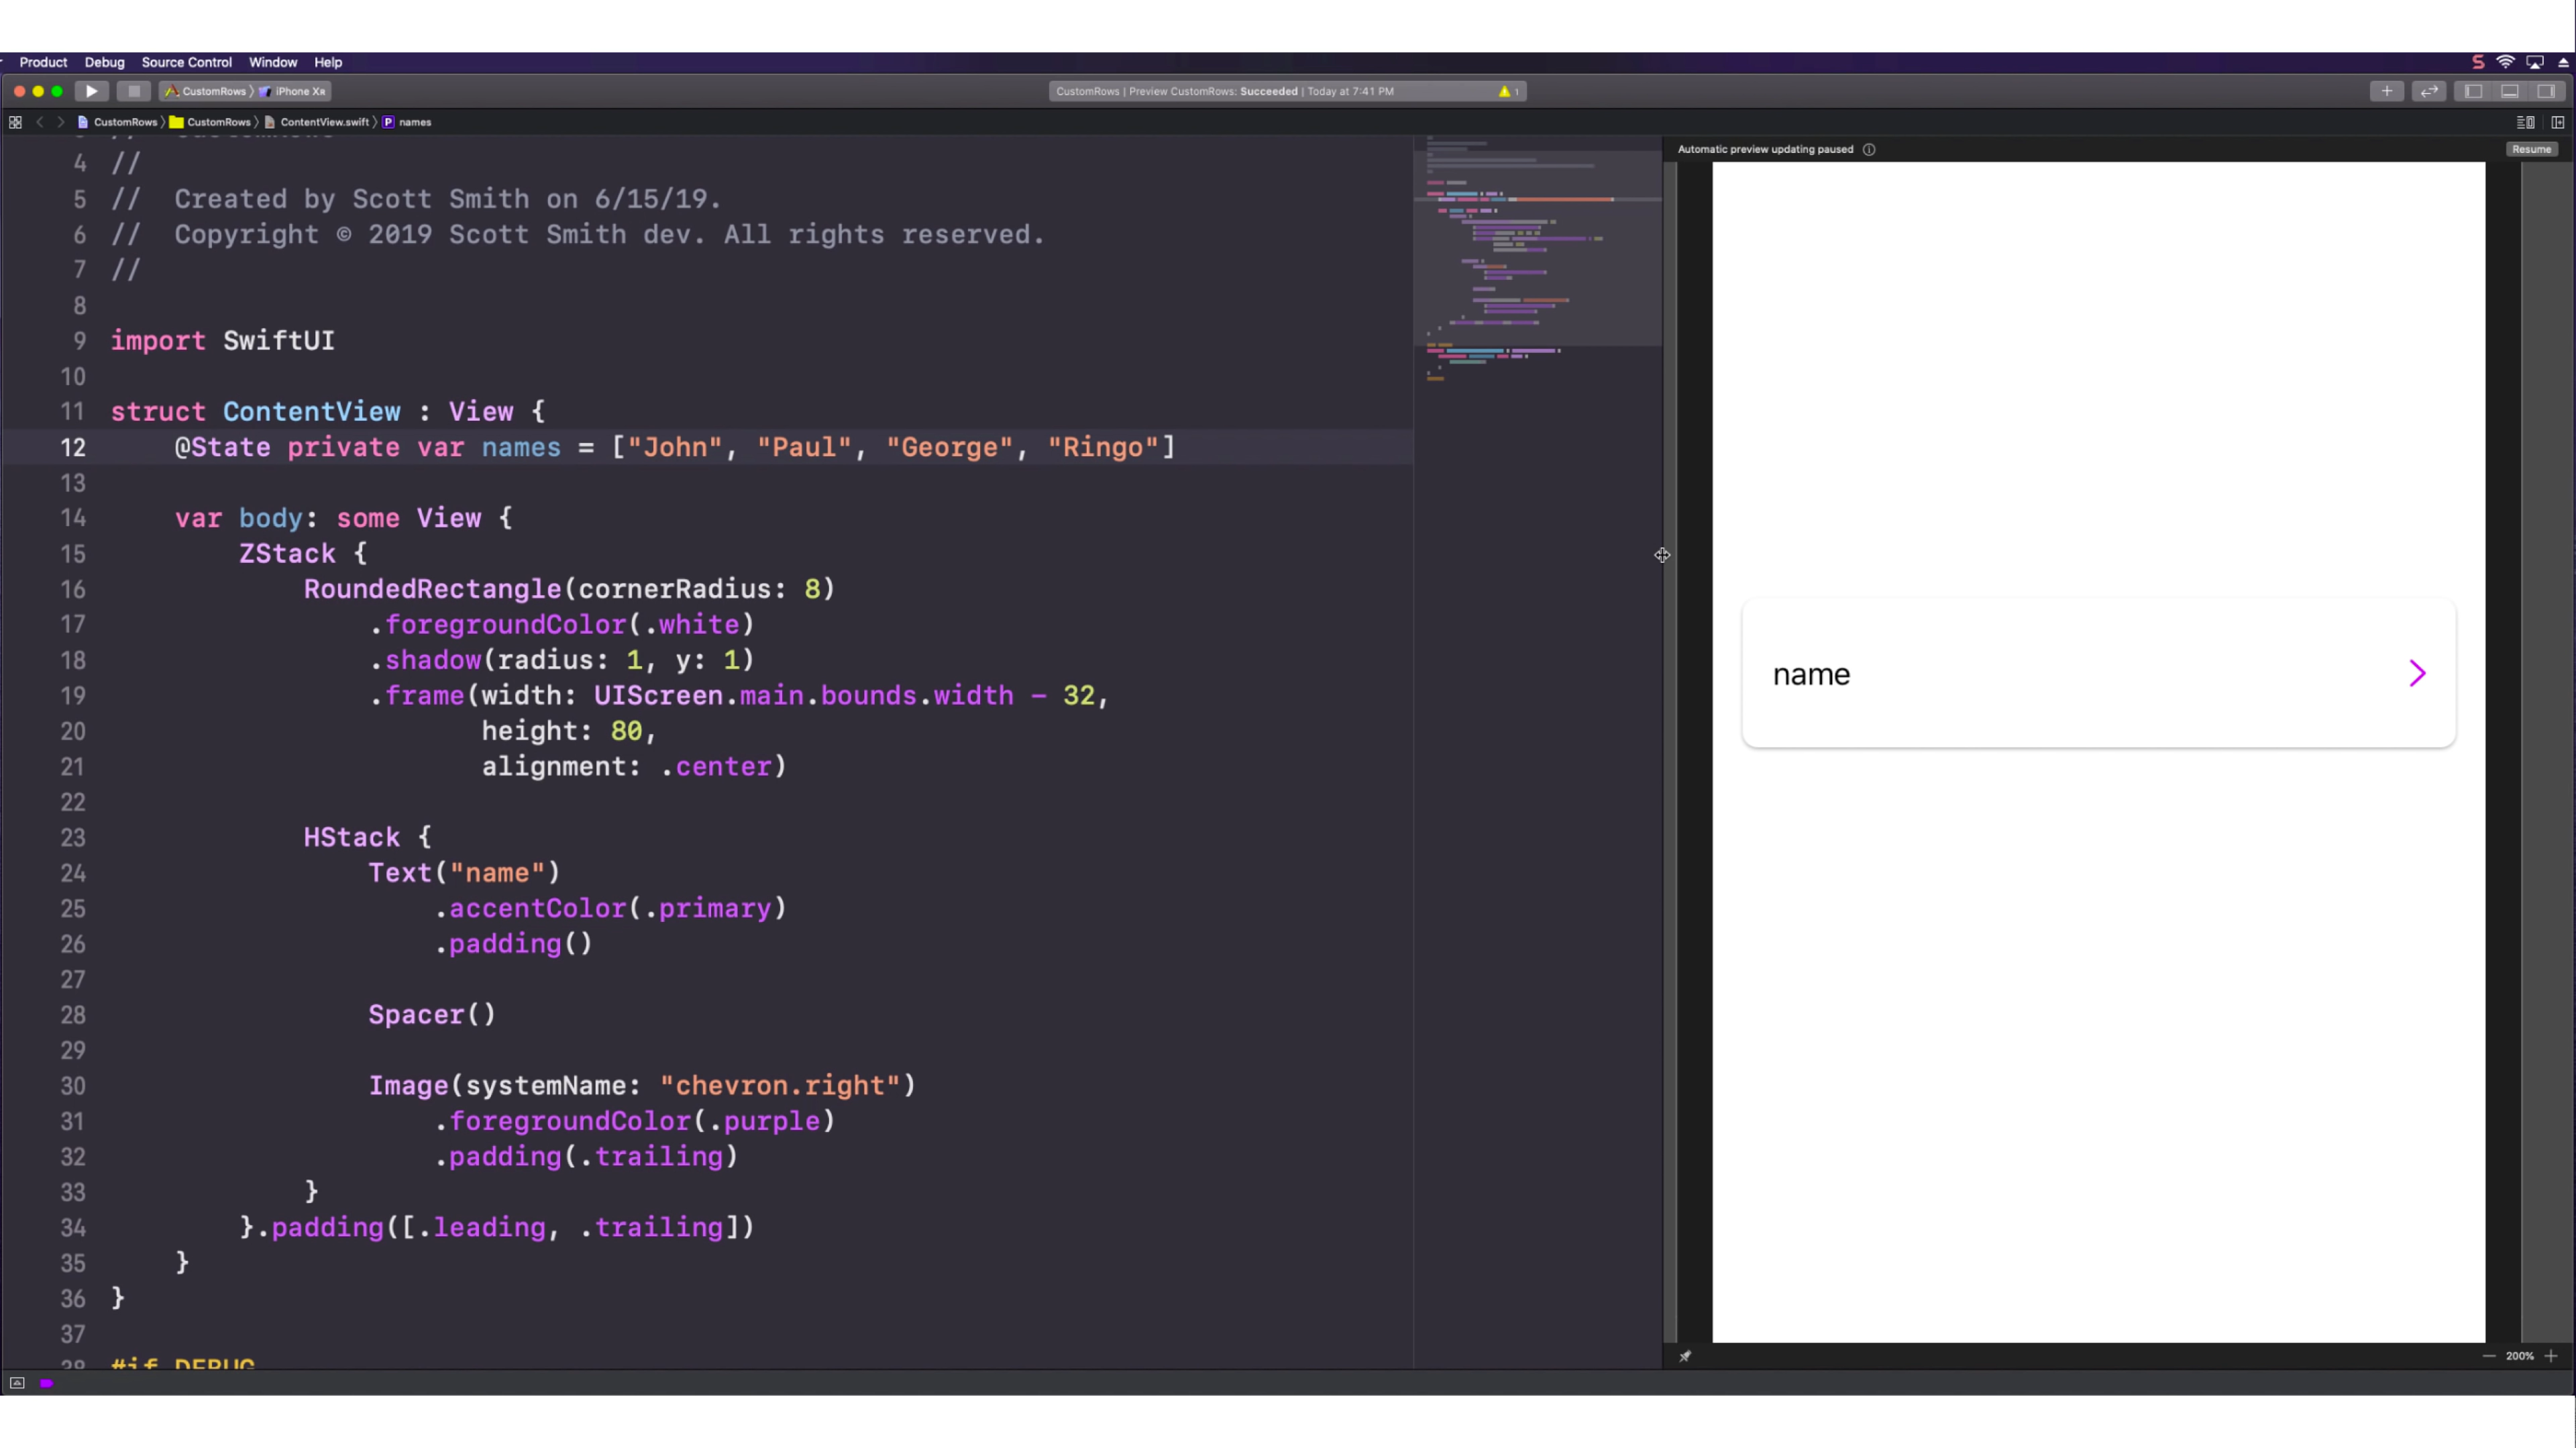 Product Debug Source Control Window Help
CustomRows 〉 iPhone Xʀ
CustomRows | Preview CustomRows: Succeeded | Today at 7:41 PM
1
CustomRows 〉 CustomRows 〉 ContentView.swift 〉 P names
4 //
5 //  Created by Scott Smith on 6/15/19.
6 //  Copyright © 2019 Scott Smith dev. All rights reserved.
7 //
8
9 import SwiftUI
10
11 struct ContentView : View {
12     @State private var names = ["John", "Paul", "George", "Ringo"]
13
14     var body: some View {
15         ZStack {
16             RoundedRectangle(cornerRadius: 8)
17                 .foregroundColor(.white)
18                 .shadow(radius: 1, y: 1)
19                 .frame(width: UIScreen.main.bounds.width - 32,
20                        height: 80,
21                        alignment: .center)
22
23             HStack {
24                 Text("name")
25                     .accentColor(.primary)
26                     .padding()
27
28                 Spacer()
29
30                 Image(systemName: "chevron.right")
31                     .foregroundColor(.purple)
32                     .padding(.trailing)
33             }
34         }.padding([.leading, .trailing])
35     }
36 }
37
38 #if DEBUG
Automatic preview updating paused
Resume
name
200%